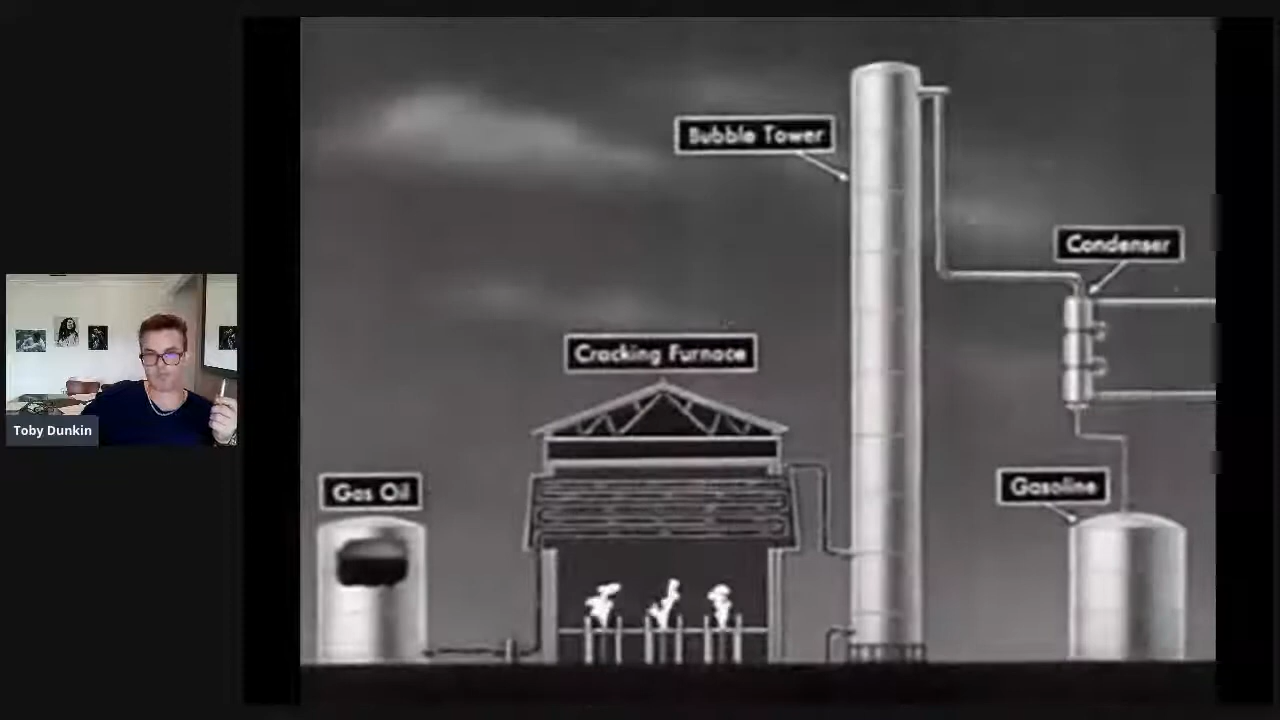 Bubble Tower
Condenser
Cracking Furnace
Toby Dunkin
Gas Oil
Gasoline